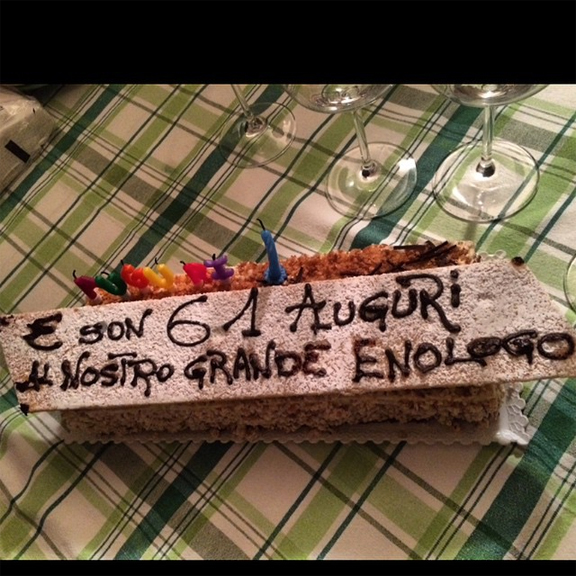 E SON 61 AUGURI
AL NOSTRO GRANDE ENOLOGO